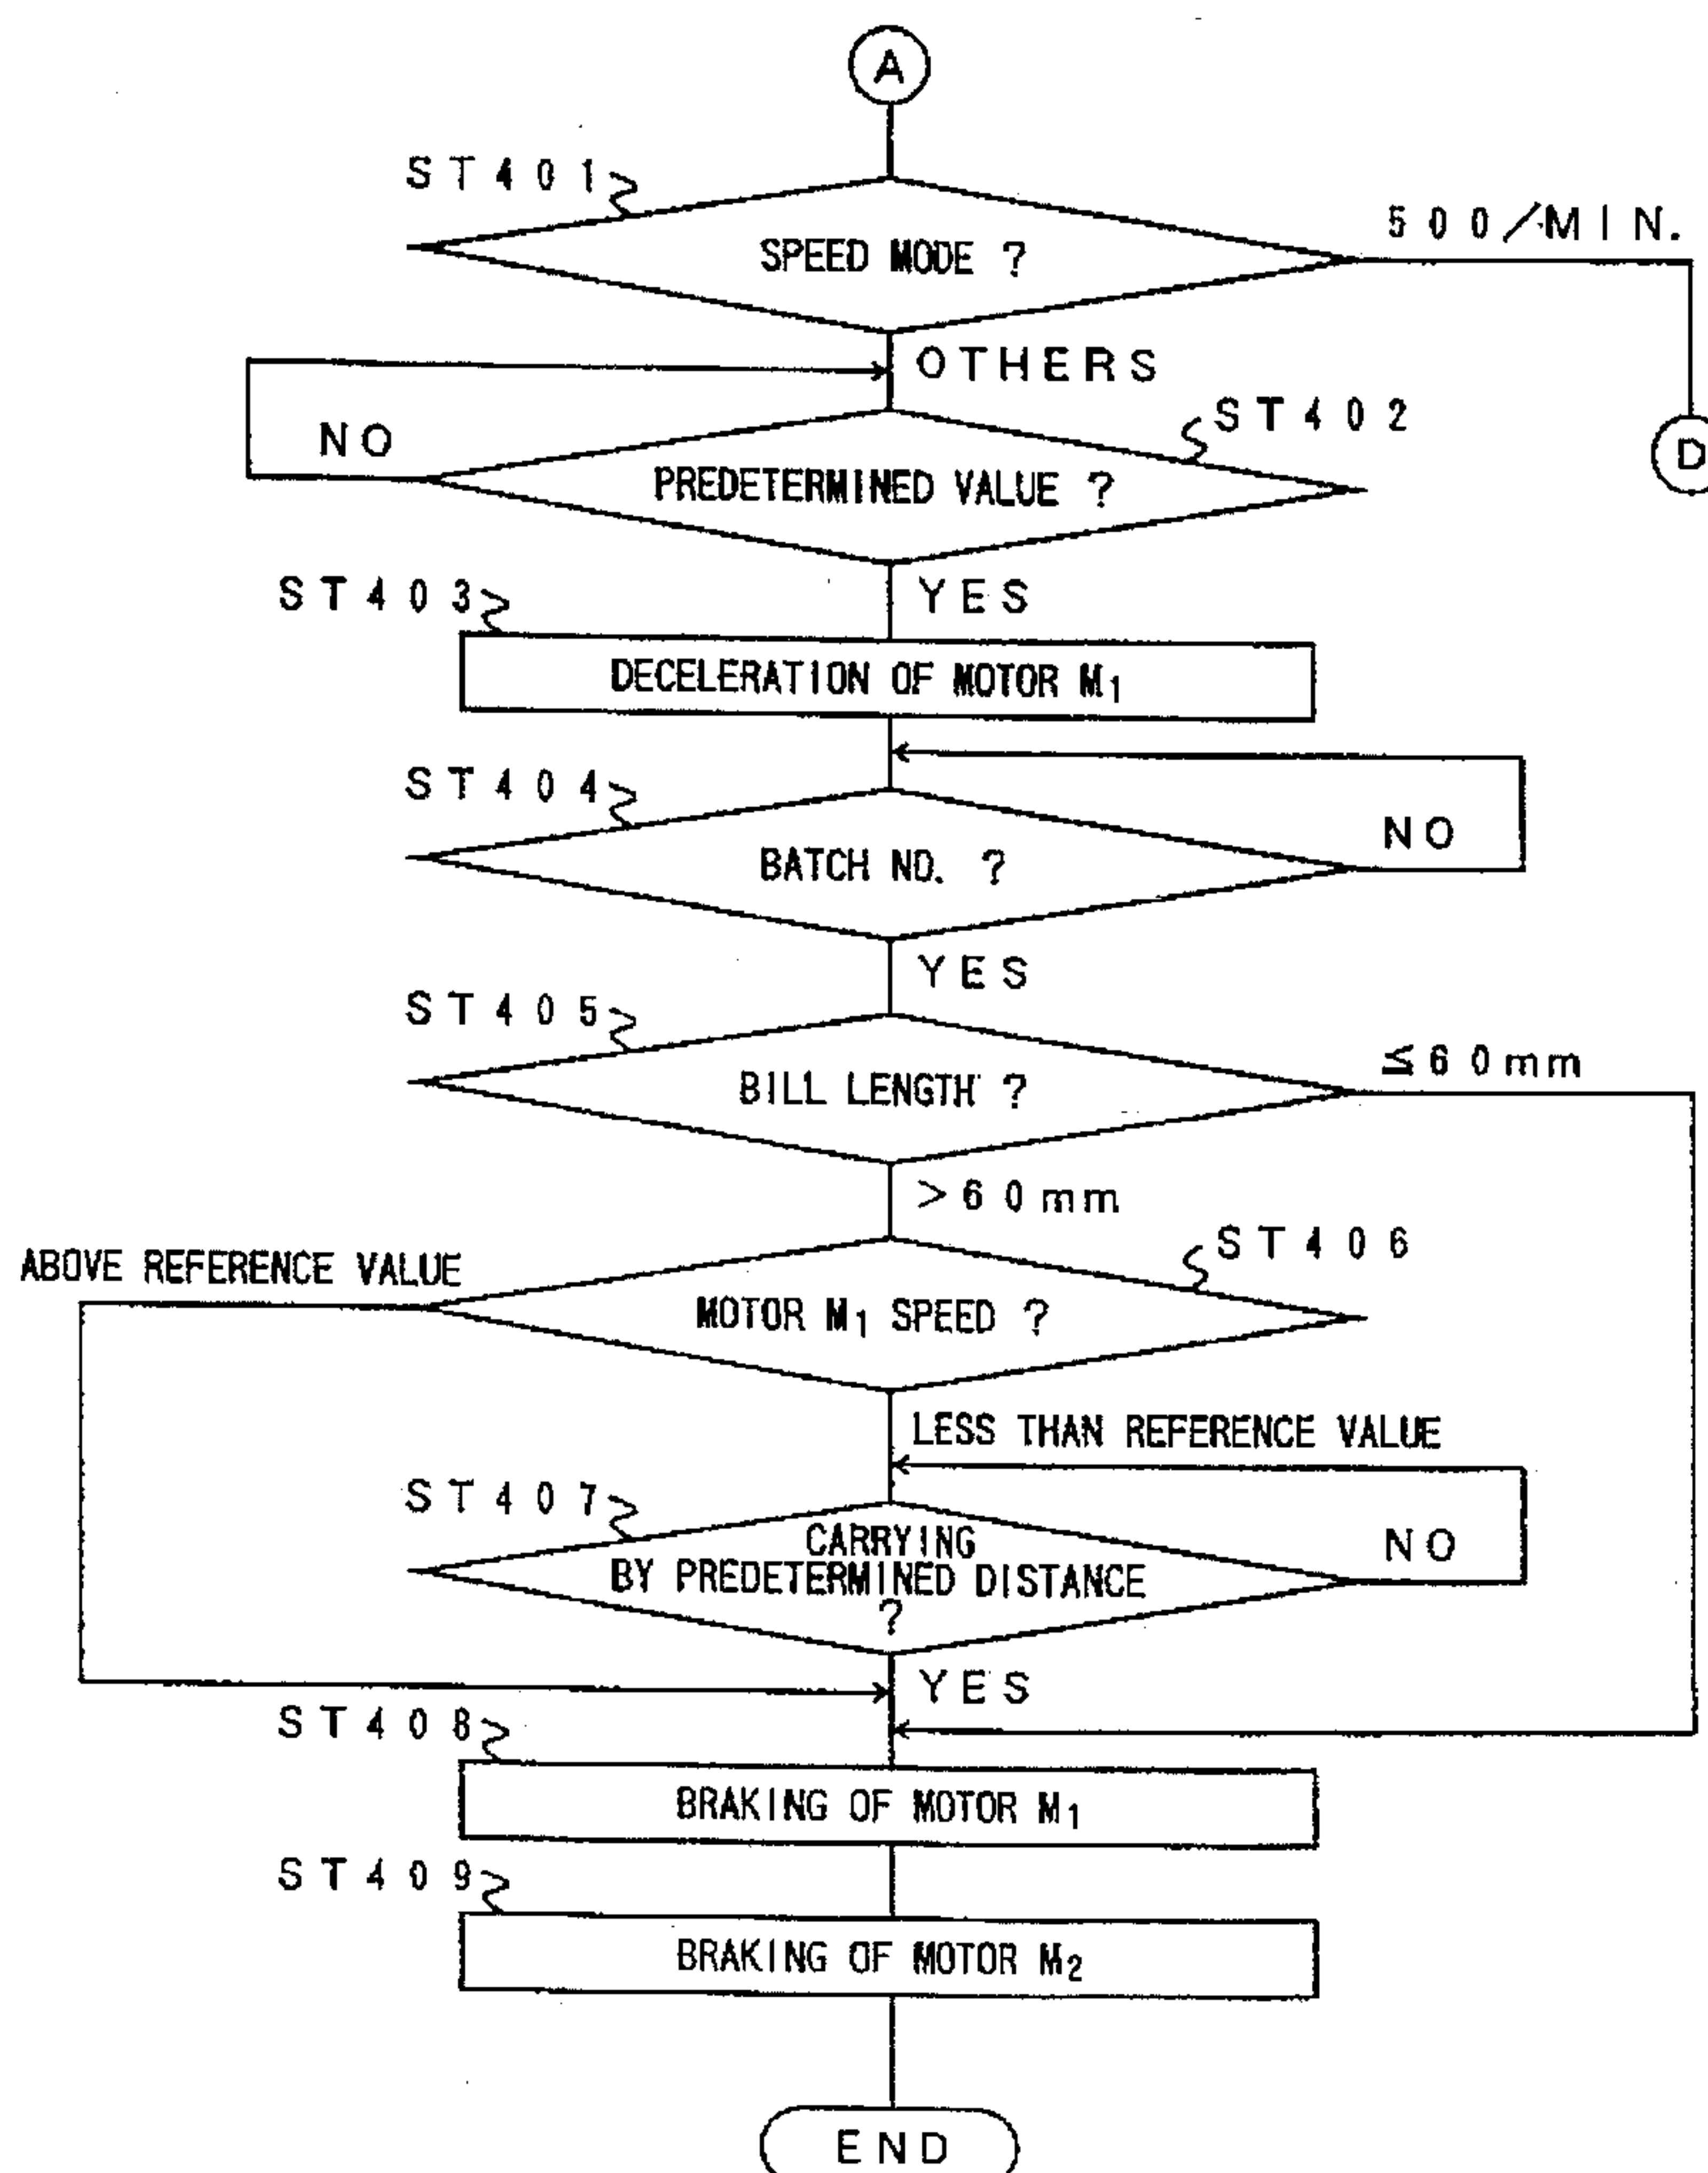 A
ST401
SPEED MODE ?
500/MIN.
OTHERS
D
NO
ST402
PREDETERMINED VALUE ?
YES
ST403
DECELERATION OF MOTOR M1
ST404
BATCH NO. ?
NO
YES
ST405
BILL LENGTH ?
≦60mm
>60mm
ST406
ABOVE REFERENCE VALUE
MOTOR M1 SPEED ?
LESS THAN REFERENCE VALUE
ST407
CARRYING
BY PREDETERMINED DISTANCE
?
NO
YES
ST408
BRAKING OF MOTOR M1
ST409
BRAKING OF MOTOR M2
END